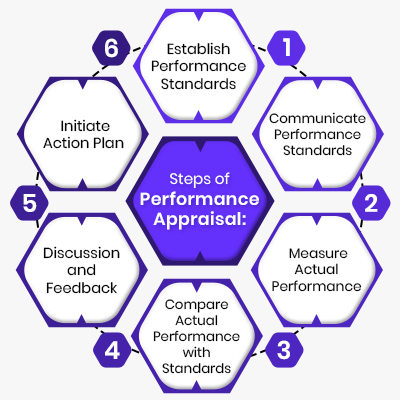 Steps of
Performance
Appraisal:
1
Establish
Performance
Standards
2
Communicate
Performance
Standards
3
Measure
Actual
Performance
4
Compare
Actual
Performance
with
Standards
5
Discussion
and
Feedback
6
Initiate
Action Plan